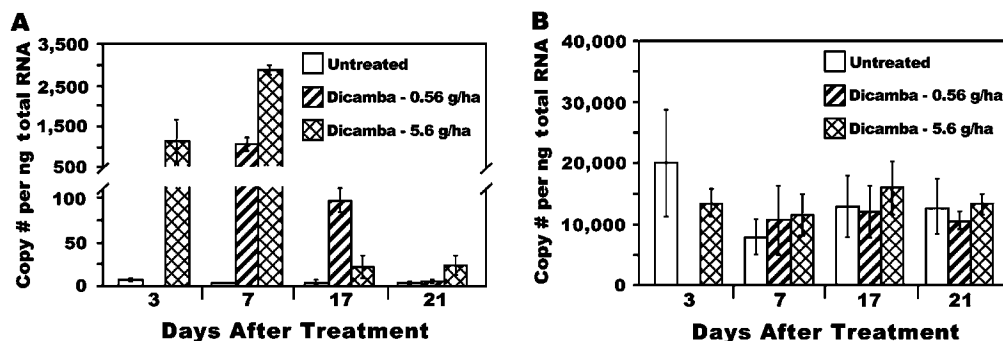 A
Copy # per ng total RNA
3,500
2,500
1,500
500
100
50
0
Untreated
Dicamba - 0.56 g/ha
Dicamba - 5.6 g/ha
3 7 17 21
Days After Treatment
B
Copy # per ng total RNA
40,000
30,000
20,000
10,000
0
Untreated
Dicamba - 0.56 g/ha
Dicamba - 5.6 g/ha
3 7 17 21
Days After Treatment